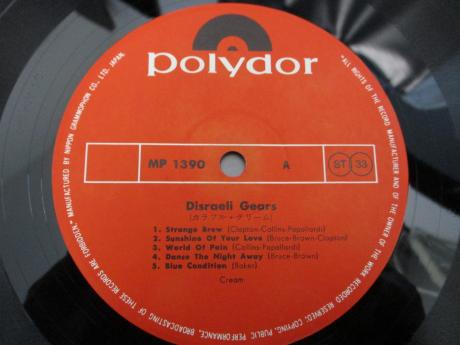 polydor
MP 1390
A
ST 33
Disraeli Gears
(カラフル・クリーム)
1. Strange Brew (Clapton-Collins-Pappalardi)
2. Sunshine Of Your Love (Bruce-Brown-Clapton)
3. World Of Pain (Collins-Pappalardi)
4. Dance The Night Away (Bruce-Brown)
5. Blue Condition (Baker)
Cream
MANUFACTURED BY NIPPON GRAMMOPHON CO., LTD. JAPAN.
"ALL RIGHTS OF THE RECORD MANUFACTURER AND OF THE OWNER OF THE WORK RECORDED RESERVED. COPYING, PUBLIC PERFORMANCE, BROADCASTING OF THESE RECORDS ARE FORBIDDEN"